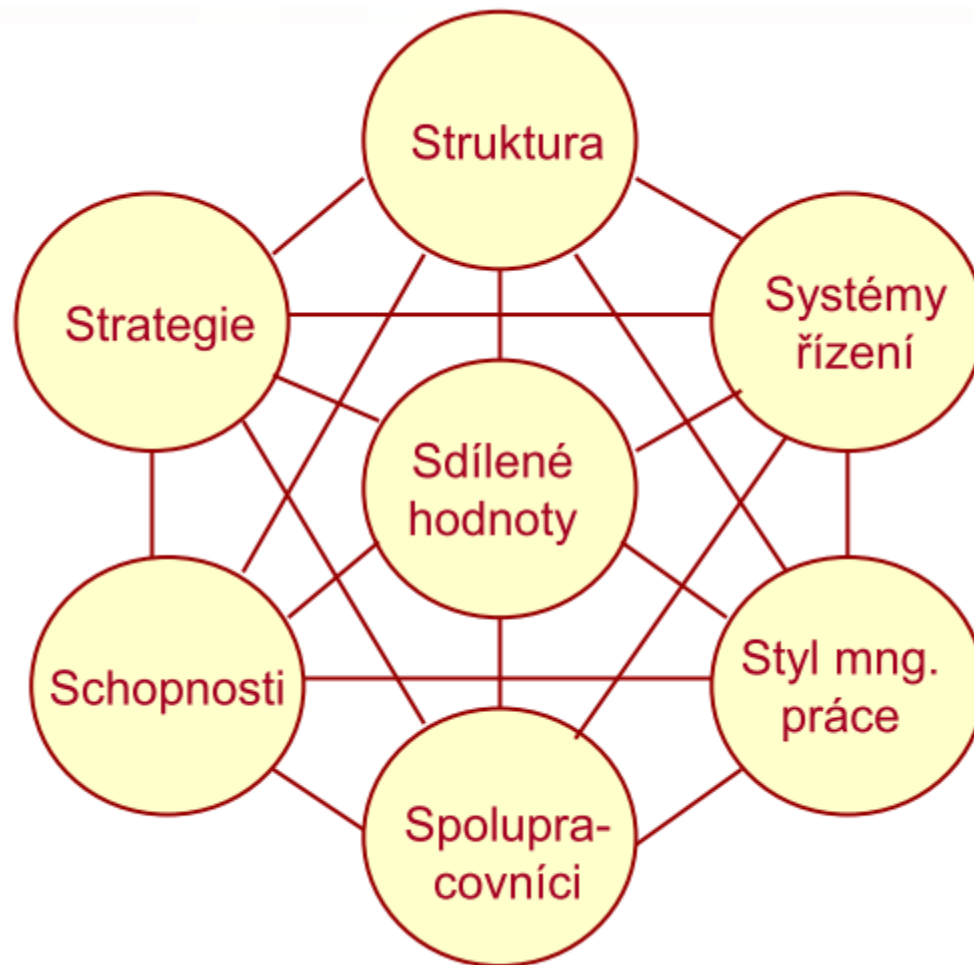 Struktura
Strategie
Systémy
řízení
Sdílené
hodnoty
Schopnosti
Styl mng.
práce
Spolupra-
covníci